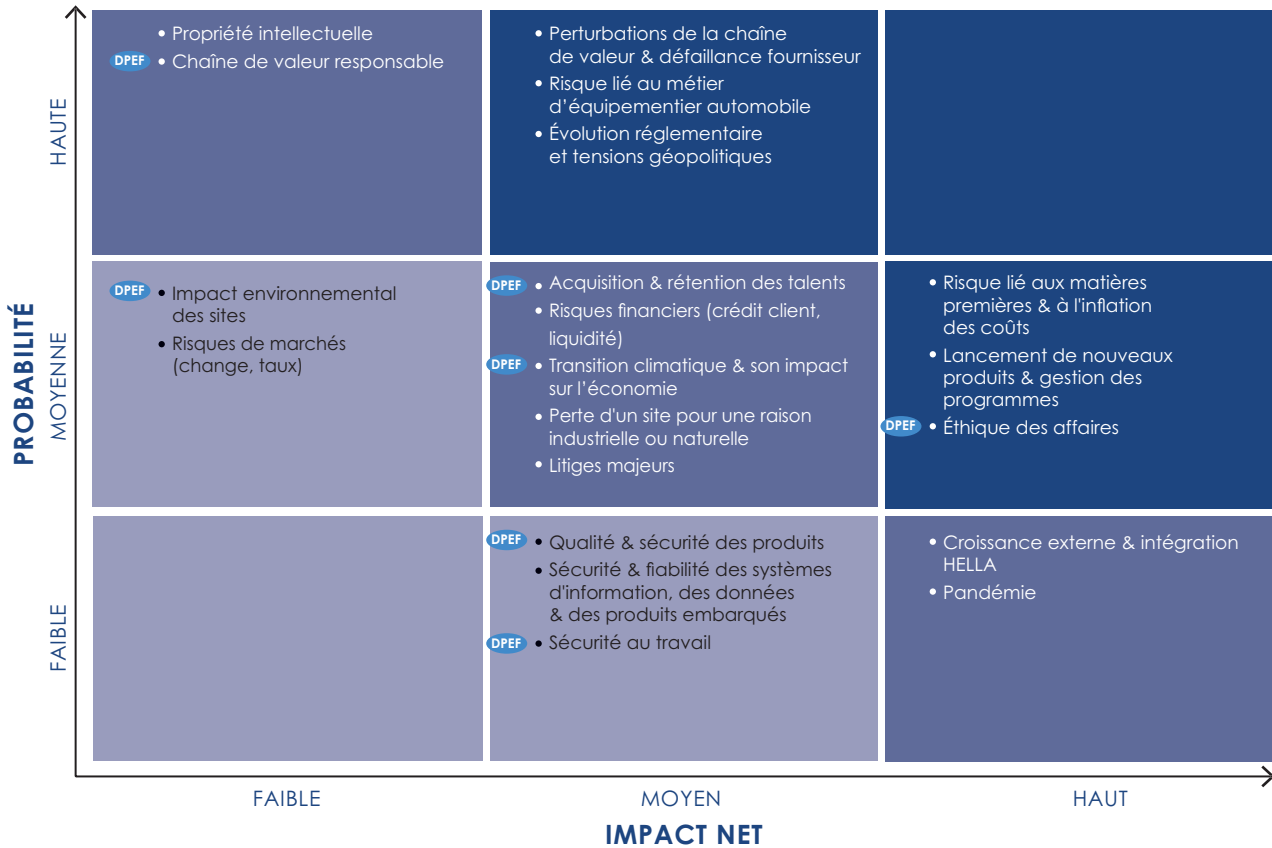 PROBABILITÉ
HAUTE
• Propriété intellectuelle
DPEF • Chaîne de valeur responsable
• Perturbations de la chaîne
de valeur & défaillance fournisseur
• Risque lié au métier
d’équipementier automobile
• Évolution réglementaire
et tensions géopolitiques
MOYENNE
DPEF • Impact environnemental
des sites
• Risques de marchés
(change, taux)
DPEF • Acquisition & rétention des talents
• Risques financiers (crédit client,
liquidité)
DPEF • Transition climatique & son impact
sur l’économie
• Perte d'un site pour une raison
industrielle ou naturelle
• Litiges majeurs
• Risque lié aux matières
premières & à l'inflation
des coûts
• Lancement de nouveaux
produits & gestion des
programmes
DPEF • Éthique des affaires
FAIBLE
DPEF • Qualité & sécurité des produits
• Sécurité & fiabilité des systèmes
d'information, des données
& des produits embarqués
DPEF • Sécurité au travail
• Croissance externe & intégration
HELLA
• Pandémie
FAIBLE
MOYEN
HAUT
IMPACT NET